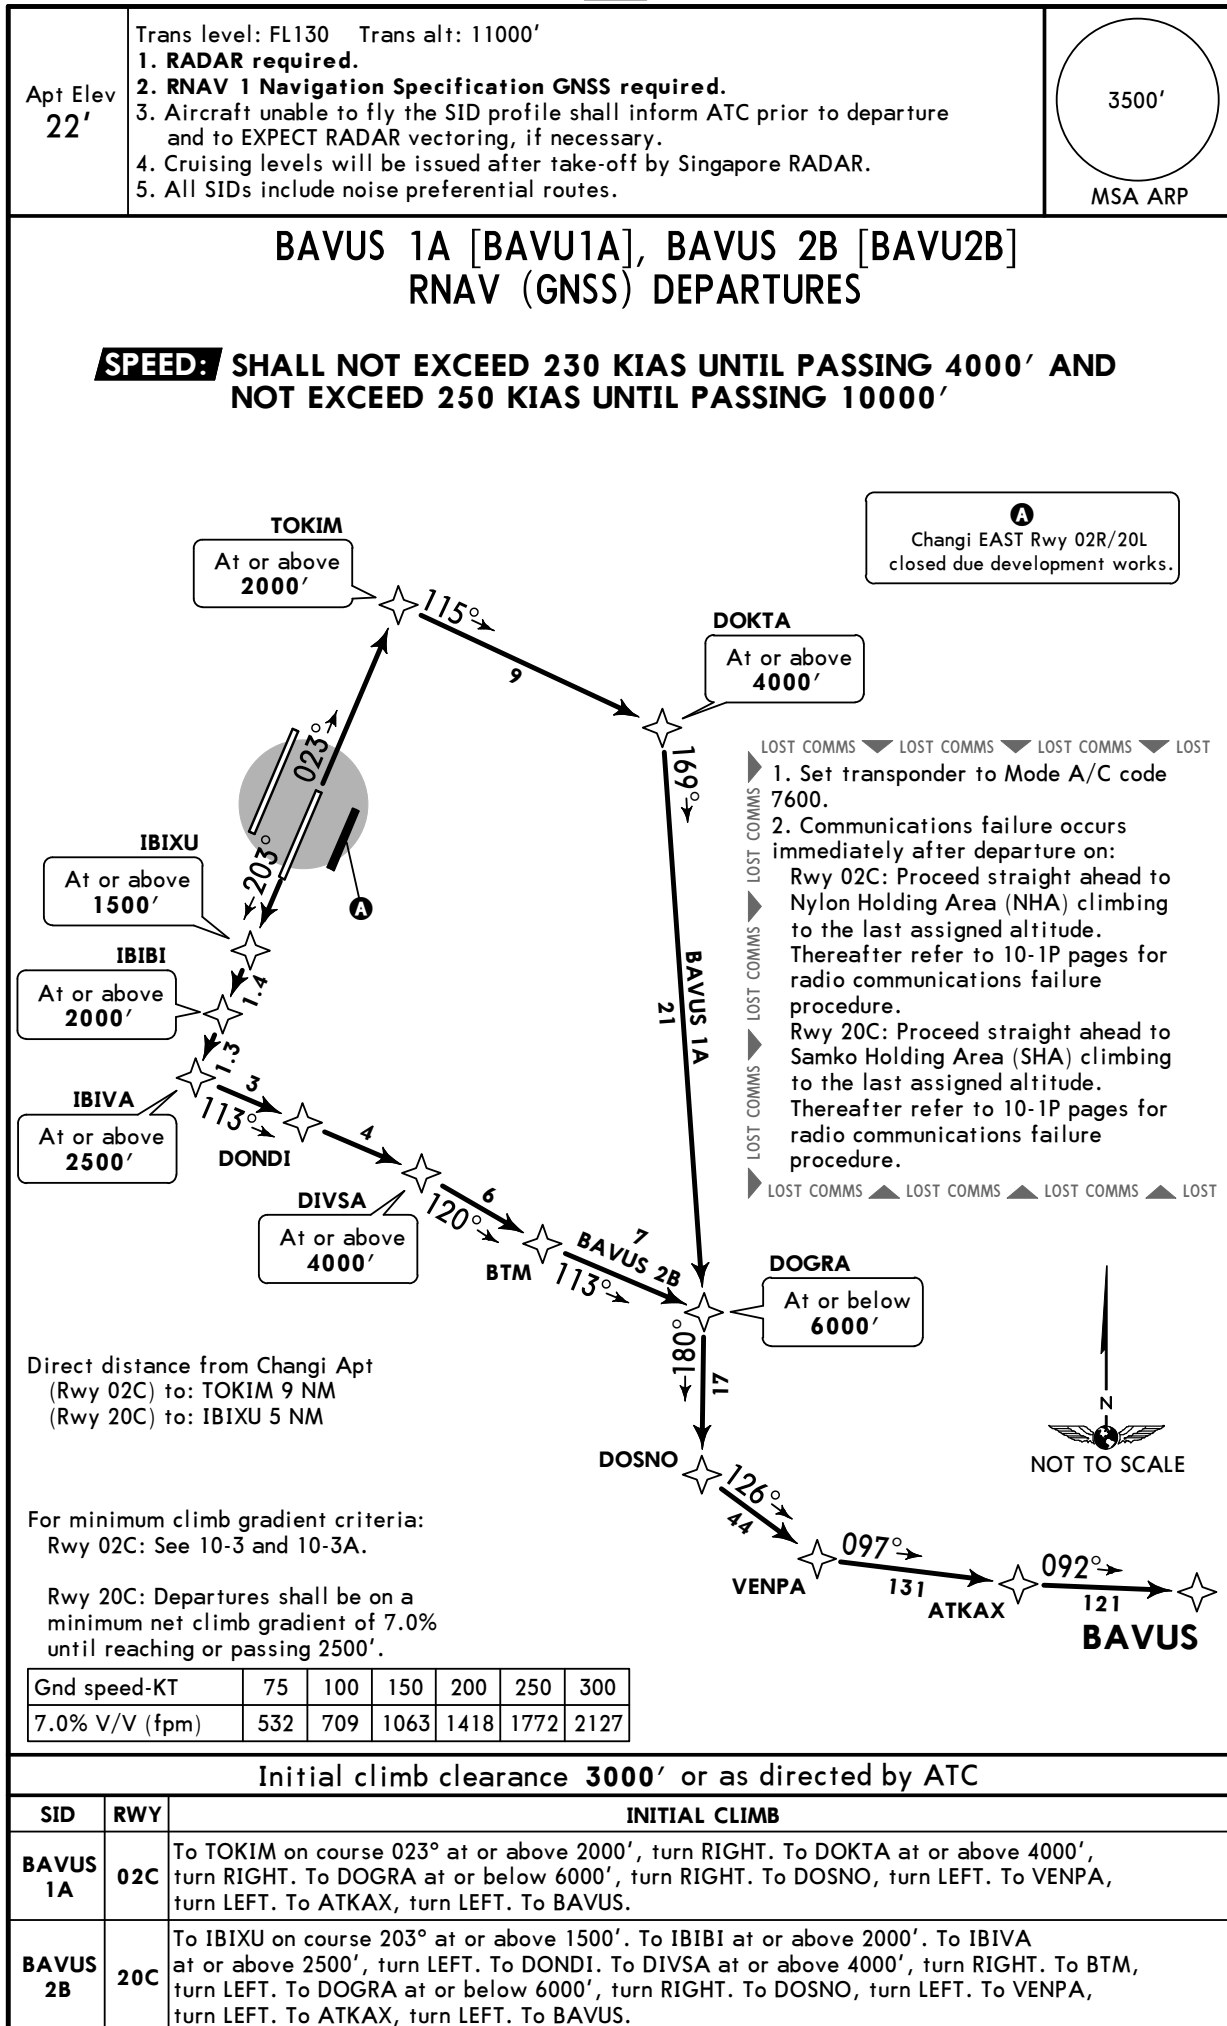 Apt Elev
22'
Trans level: FL130 Trans alt: 11000'
1. RADAR required.
2. RNAV 1 Navigation Specification GNSS required.
3. Aircraft unable to fly the SID profile shall inform ATC prior to departure
and to EXPECT RADAR vectoring, if necessary.
4. Cruising levels will be issued after take-off by Singapore RADAR.
5. All SIDs include noise preferential routes.
3500'
MSA ARP
BAVUS 1A [BAVU1A], BAVUS 2B [BAVU2B]
RNAV (GNSS) DEPARTURES
SPEED: SHALL NOT EXCEED 230 KIAS UNTIL PASSING 4000' AND
NOT EXCEED 250 KIAS UNTIL PASSING 10000'
A
Changi EAST Rwy 02R/20L
closed due development works.
TOKIM
At or above
2000'
115°
9
DOKTA
At or above
4000'
023°
169°
203°
A
IBIXU
At or above
1500'
1.4
IBIBI
At or above
2000'
1.3
IBIVA
At or above
2500'
3
113°
DONDI
4
DIVSA
At or above
4000'
6
120°
BTM
7
BAVUS 2B
113°
BAVUS 1A
21
DOGRA
At or below
6000'
180°
17
DOSNO
126°
44
VENPA
097°
131
ATKAX
092°
121
BAVUS
LOST COMMS LOST COMMS LOST COMMS LOST
LOST COMMS LOST COMMS LOST COMMS
1. Set transponder to Mode A/C code
7600.
2. Communications failure occurs
immediately after departure on:
Rwy 02C: Proceed straight ahead to
Nylon Holding Area (NHA) climbing
to the last assigned altitude.
Thereafter refer to 10-1P pages for
radio communications failure
procedure.
Rwy 20C: Proceed straight ahead to
Samko Holding Area (SHA) climbing
to the last assigned altitude.
Thereafter refer to 10-1P pages for
radio communications failure
procedure.
LOST COMMS LOST COMMS LOST COMMS LOST
N
NOT TO SCALE
Direct distance from Changi Apt
(Rwy 02C) to: TOKIM 9 NM
(Rwy 20C) to: IBIXU 5 NM
For minimum climb gradient criteria:
Rwy 02C: See 10-3 and 10-3A.
Rwy 20C: Departures shall be on a
minimum net climb gradient of 7.0%
until reaching or passing 2500'.
Gnd speed-KT 75 100 150 200 250 300
7.0% V/V (fpm) 532 709 1063 1418 1772 2127
Initial climb clearance 3000' or as directed by ATC
SID RWY INITIAL CLIMB
BAVUS
1A
02C
To TOKIM on course 023° at or above 2000', turn RIGHT. To DOKTA at or above 4000',
turn RIGHT. To DOGRA at or below 6000', turn RIGHT. To DOSNO, turn LEFT. To VENPA,
turn LEFT. To ATKAX, turn LEFT. To BAVUS.
BAVUS
2B
20C
To IBIXU on course 203° at or above 1500'. To IBIBI at or above 2000'. To IBIVA
at or above 2500', turn LEFT. To DONDI. To DIVSA at or above 4000', turn RIGHT. To BTM,
turn LEFT. To DOGRA at or below 6000', turn RIGHT. To DOSNO, turn LEFT. To VENPA,
turn LEFT. To ATKAX, turn LEFT. To BAVUS.